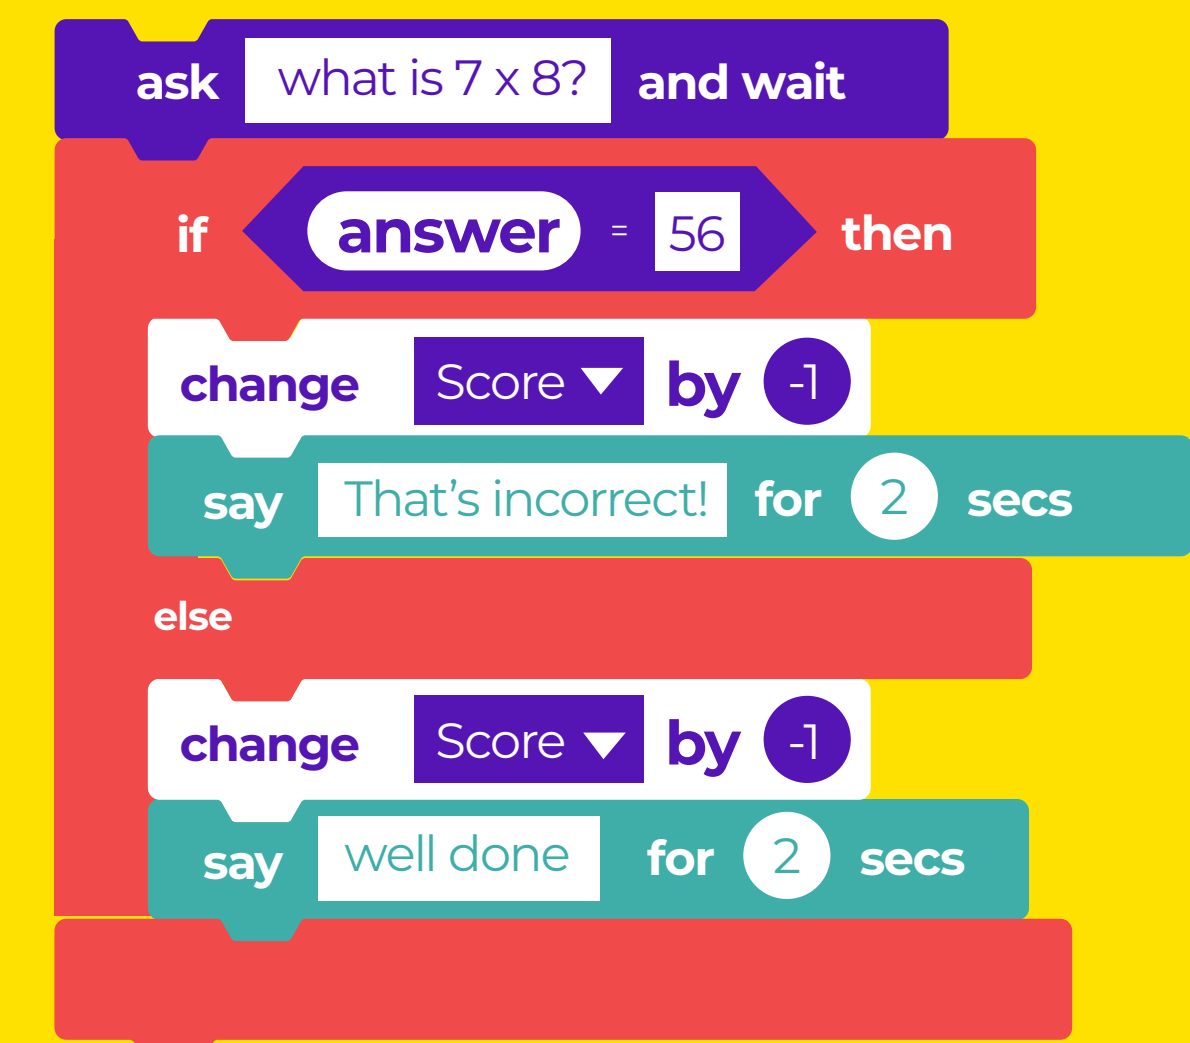 ask what is 7 x 8? and wait
if answer = 56 then
change Score by -1
say That's incorrect! for 2 secs
else
change Score by -1
say well done for 2 secs